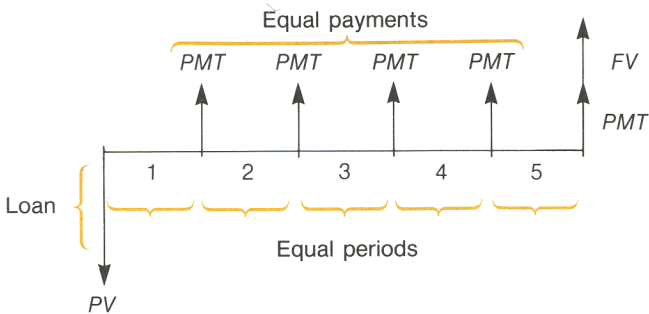 Equal payments
PMT PMT PMT PMT FV
PMT
1 2 3 4 5
Loan
Equal periods
PV